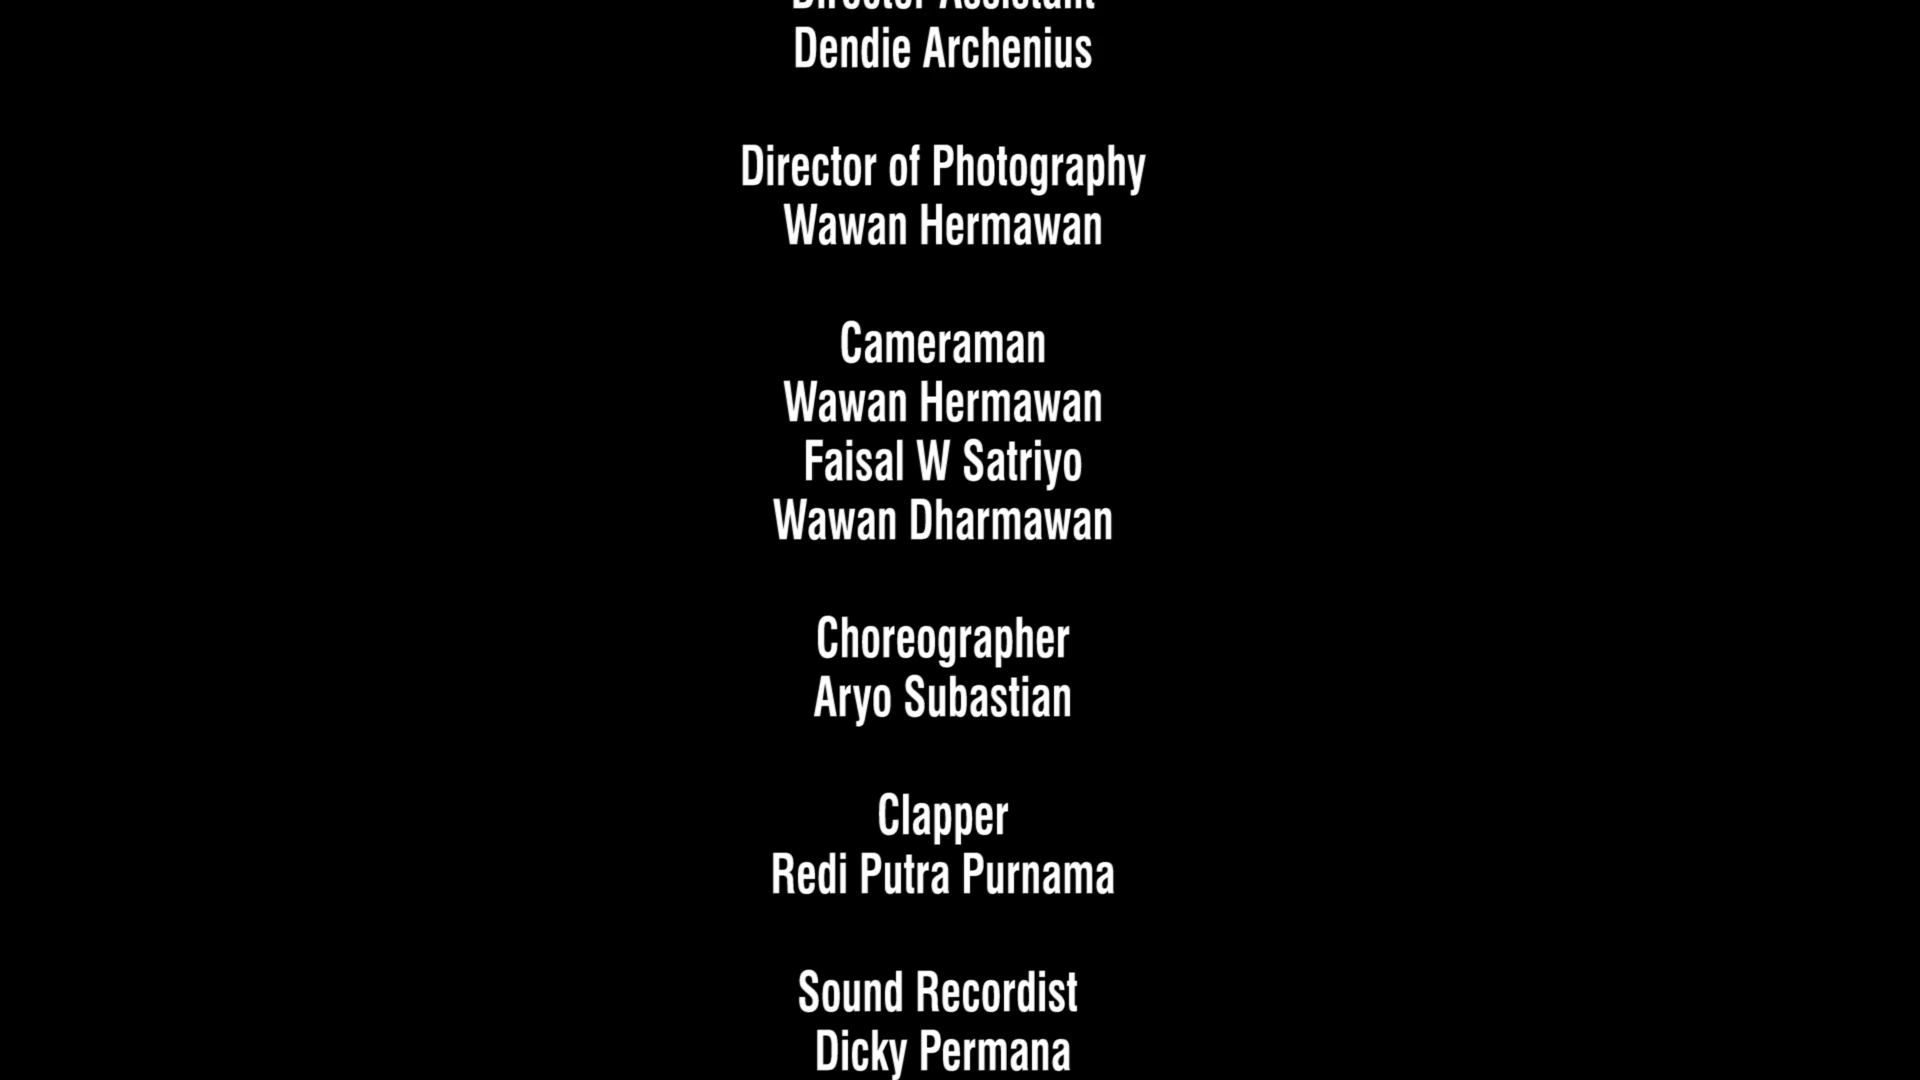 Director Assistant
Dendie Archenius
Director of Photography
Wawan Hermawan
Cameraman
Wawan Hermawan
Faisal W Satriyo
Wawan Dharmawan
Choreographer
Aryo Subastian
Clapper
Redi Putra Purnama
Sound Recordist
Dicky Permana